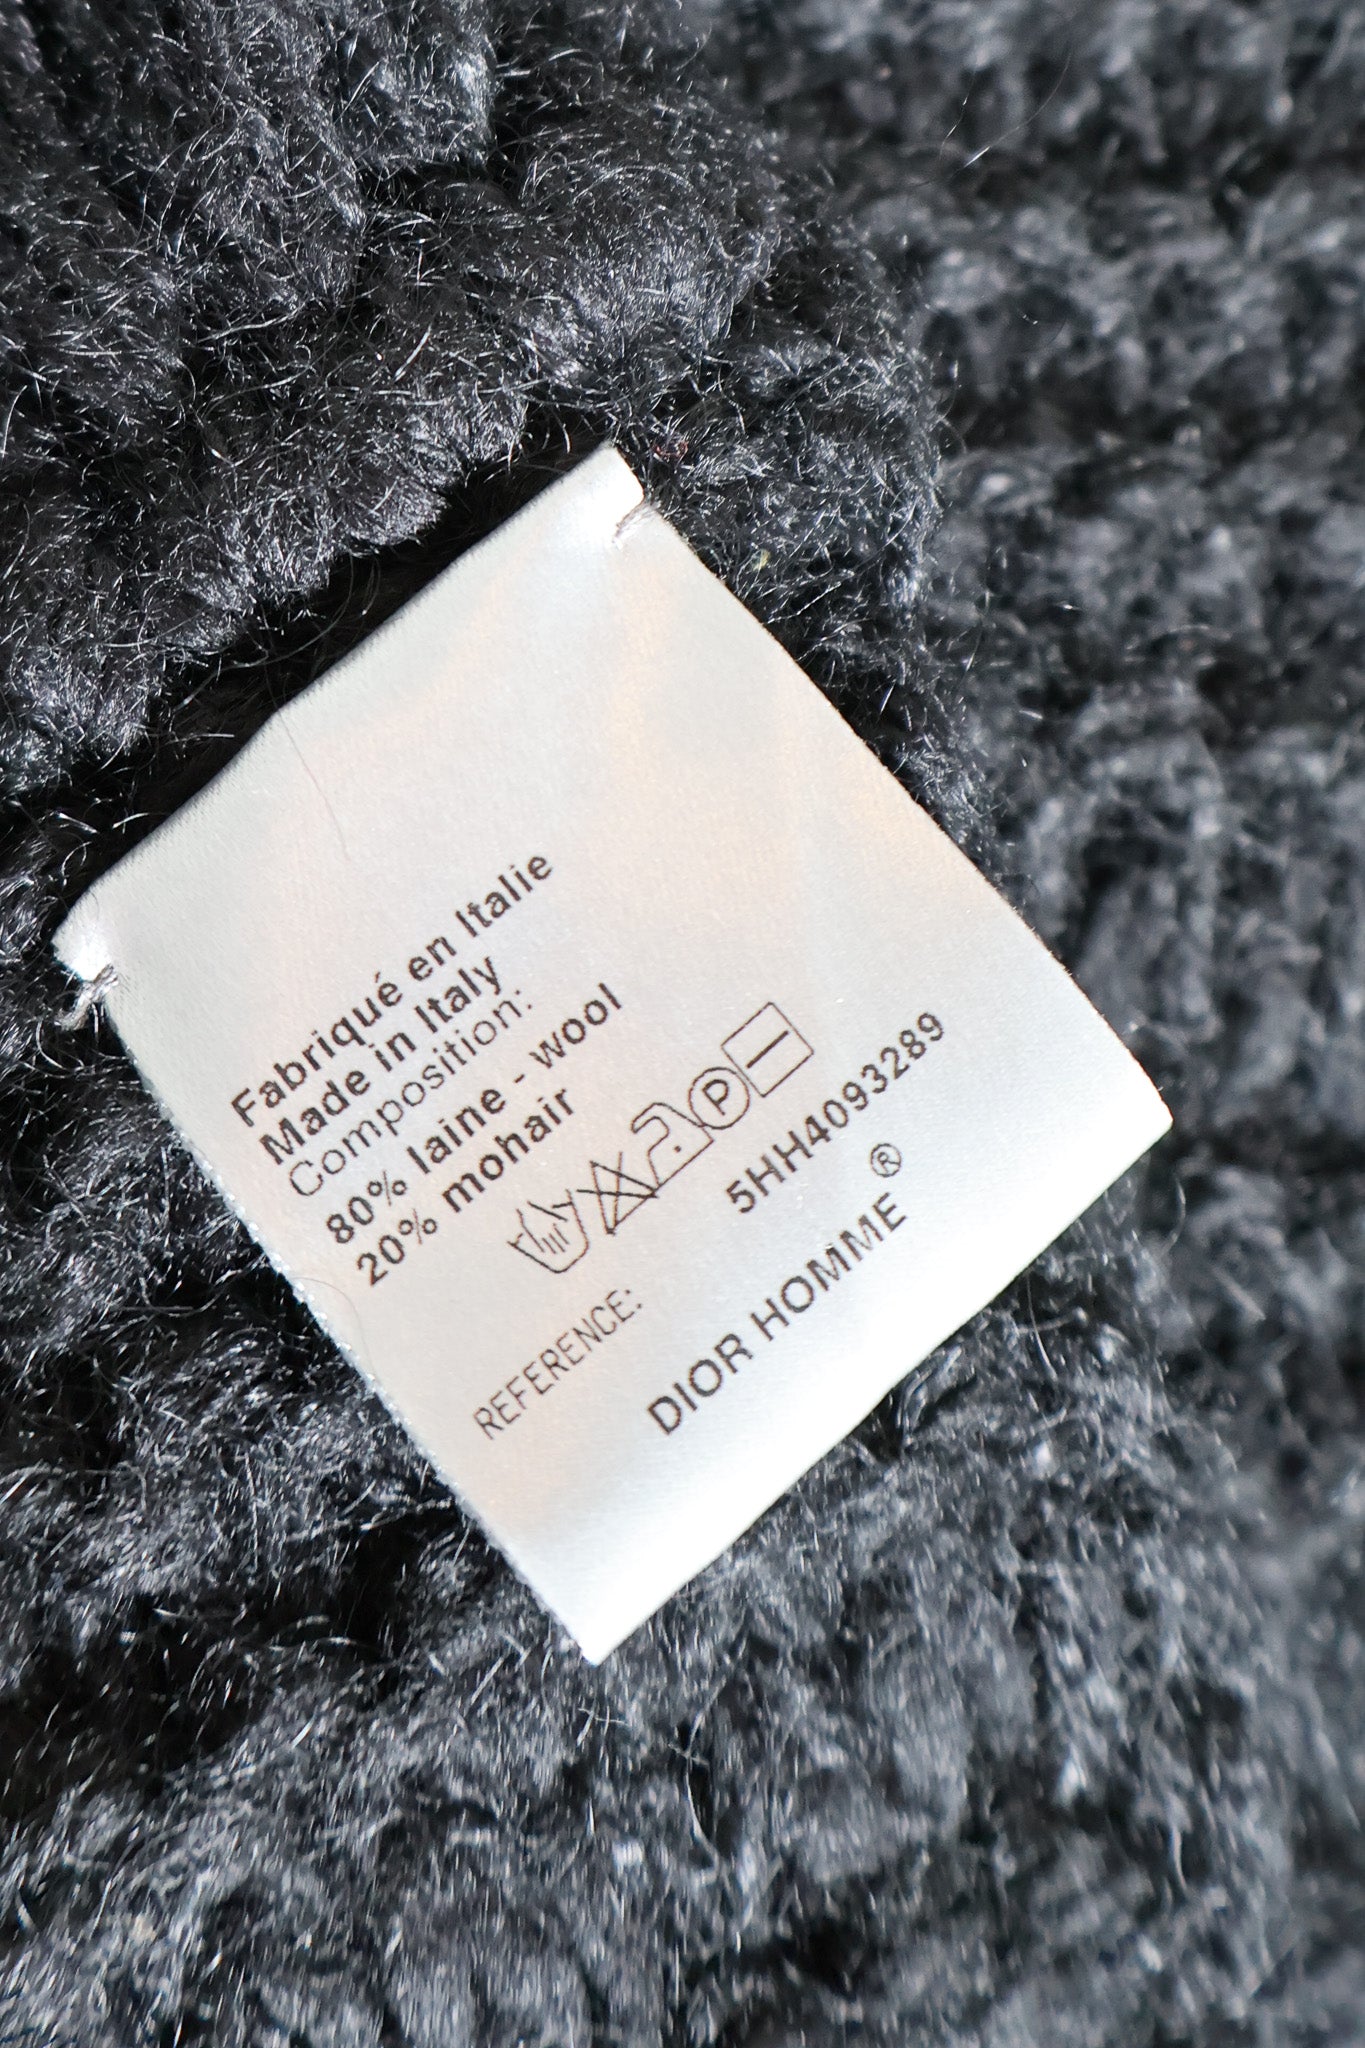 Fabriqué en Italie
Made in Italy
Composition:
80% laine - wool
20% mohair
P
REFERENCE: 5HH4093289
DIOR HOMME ®